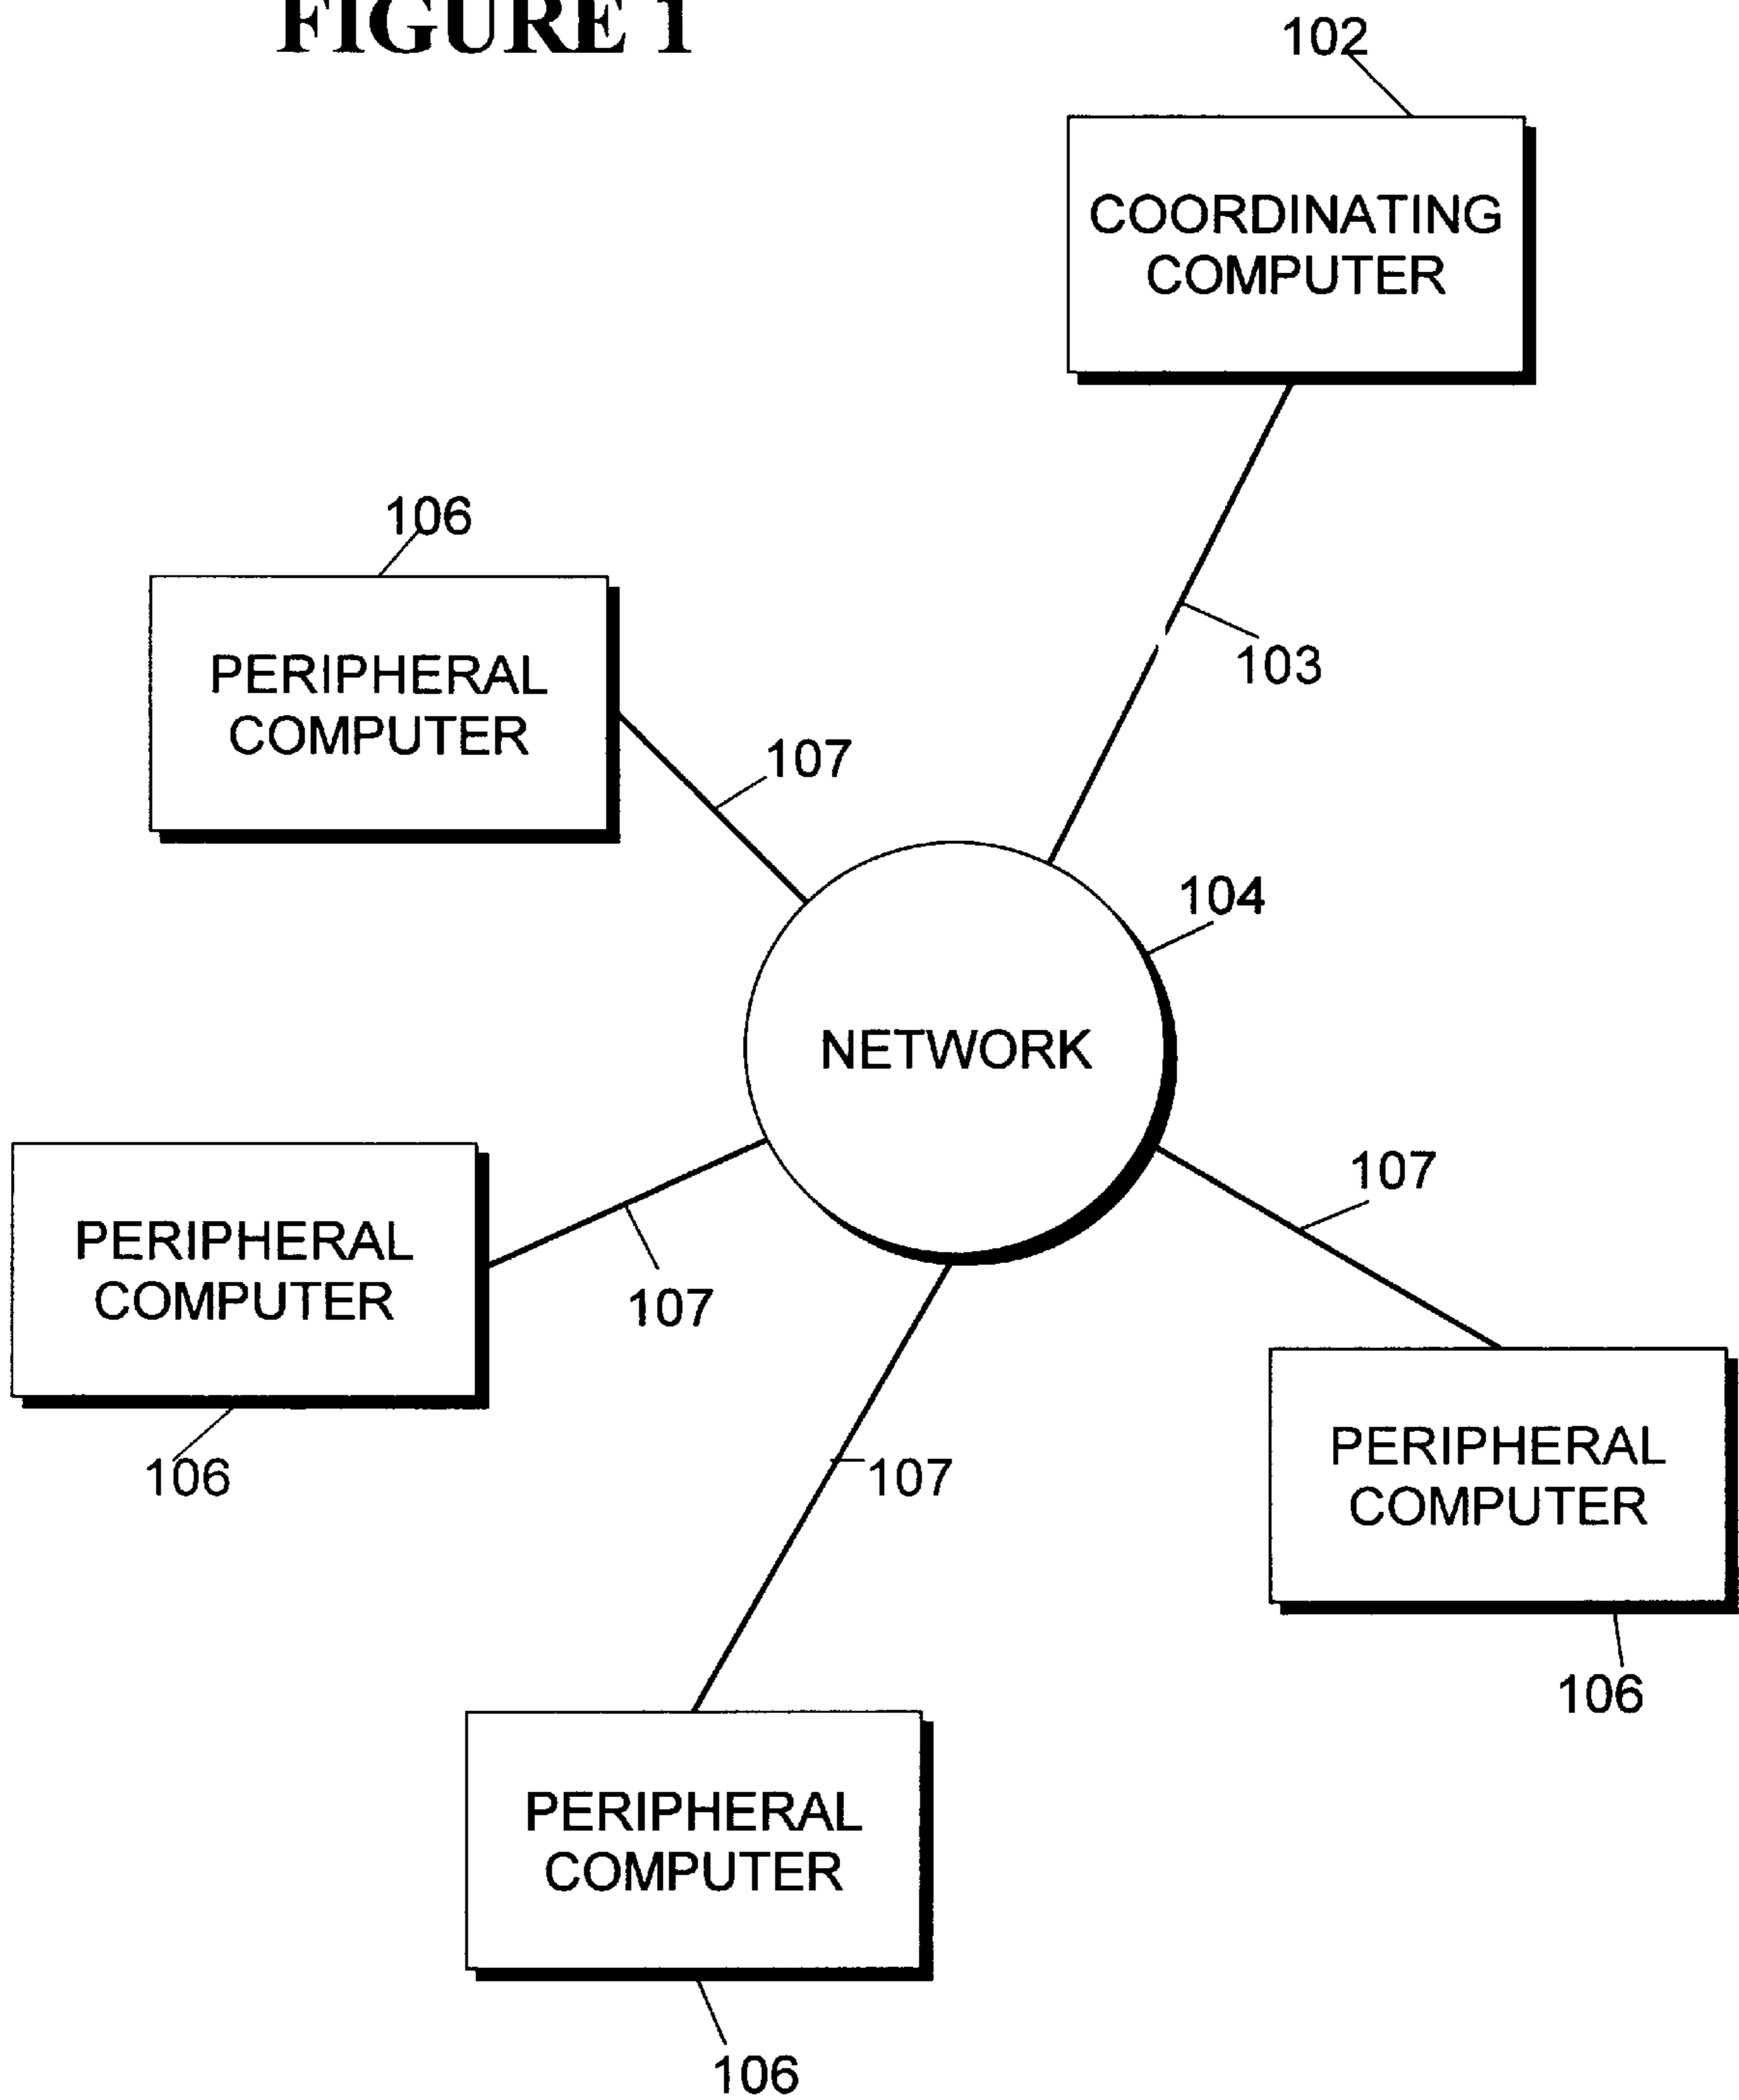 FIGURE 1
102
COORDINATING
COMPUTER
106
103
PERIPHERAL
COMPUTER
107
104
NETWORK
107
PERIPHERAL
COMPUTER
107
106
107
PERIPHERAL
COMPUTER
106
PERIPHERAL
COMPUTER
106